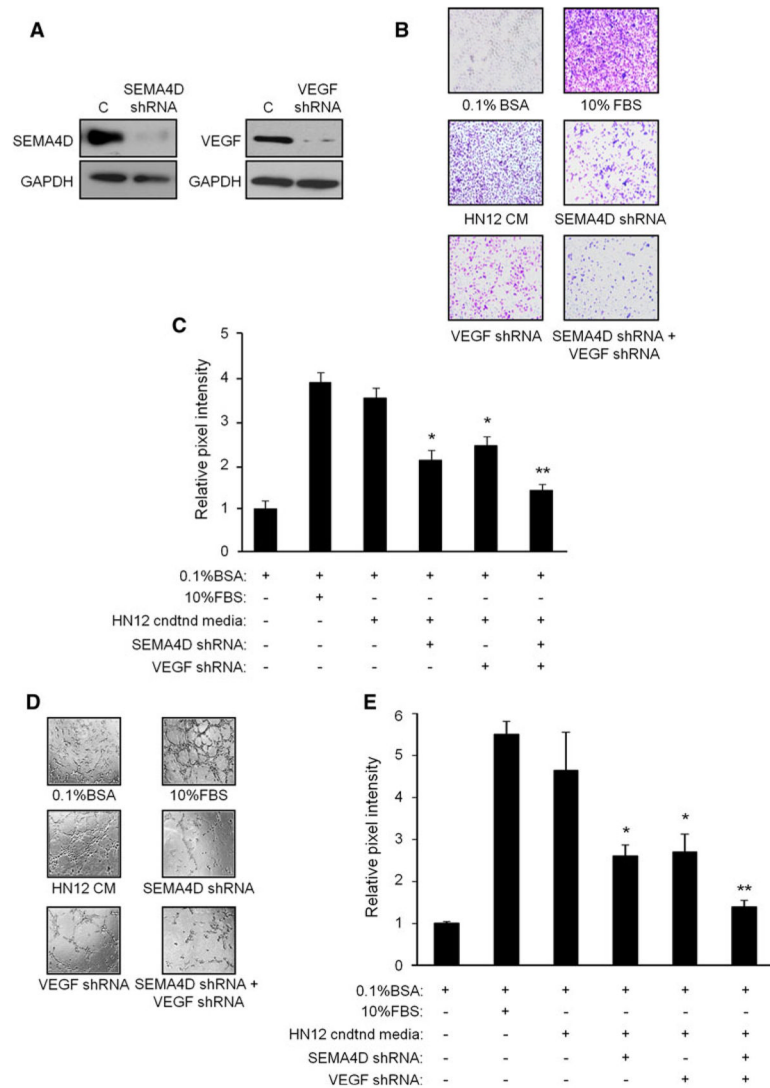 A
SEMA4D
C shRNA
SEMA4D
GAPDH
VEGF
C shRNA
VEGF
GAPDH
B
0.1% BSA 10% FBS
HN12 CM SEMA4D shRNA
VEGF shRNA SEMA4D shRNA +
VEGF shRNA
C
Relative pixel intensity
5
4
3
2
1
0
* * **
0.1%BSA: + + + + + +
10%FBS: - + - - - -
HN12 cndtnd media: - - + + + +
SEMA4D shRNA: - - - + - +
VEGF shRNA: - - - - + +
D
0.1%BSA 10%FBS
HN12 CM SEMA4D shRNA
VEGF shRNA SEMA4D shRNA +
VEGF shRNA
E
Relative pixel intensity
6
5
4
3
2
1
0
* * **
0.1%BSA: + + + + + +
10%FBS: - + - - - -
HN12 cndtnd media: - - + + + +
SEMA4D shRNA: - - - + - +
VEGF shRNA: - - - - + +